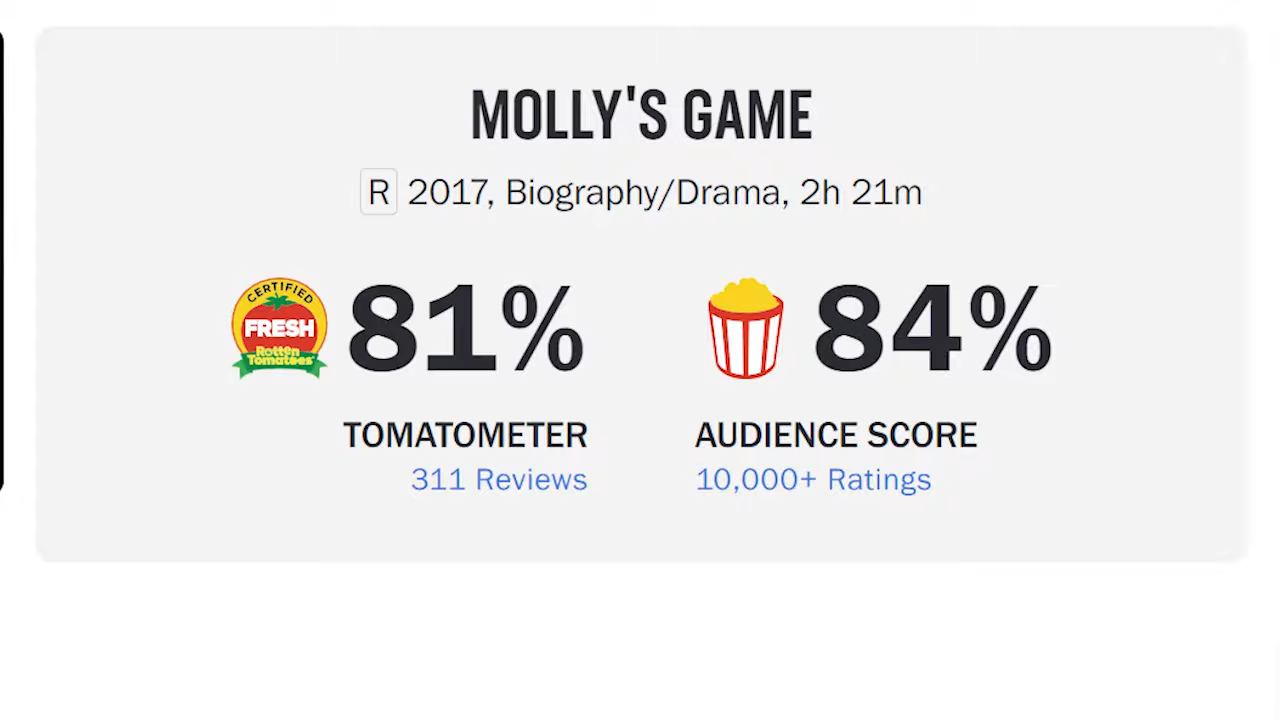 MOLLY'S GAME
R 2017, Biography/Drama, 2h 21m
CERTIFIED
FRESH
Rotten
Tomatoes
81%
84%
TOMATOMETER
AUDIENCE SCORE
311 Reviews
10,000+ Ratings